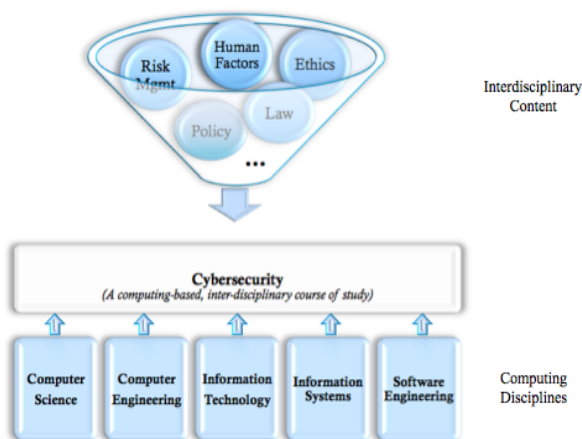 Human
Factors
Risk
Mgmt
Ethics
Law
Policy
...
Interdisciplinary
Content
Cybersecurity
(A computing-based, inter-disciplinary course of study)
Computer
Science
Computer
Engineering
Information
Technology
Information
Systems
Software
Engineering
Computing
Disciplines